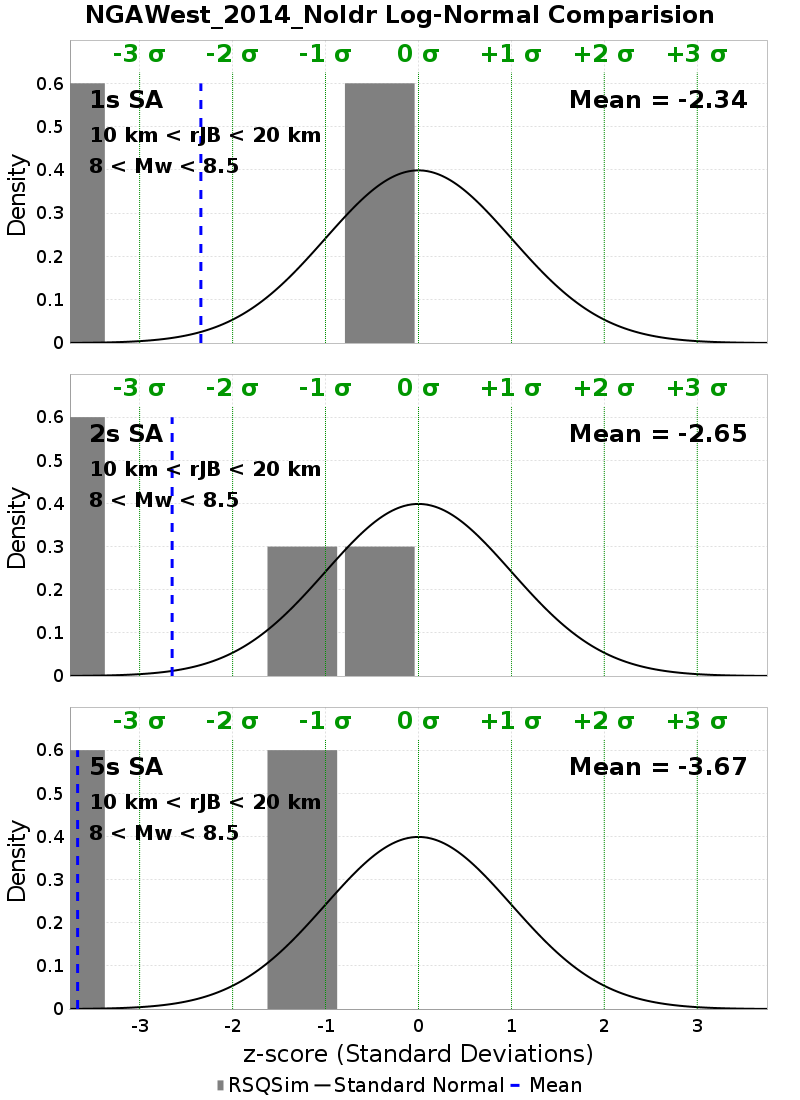 NGAWest_2014_NoIdr Log-Normal Comparision
-3 σ -2 σ -1 σ 0 σ +1 σ +2 σ +3 σ
1s SA
Mean = -2.34
10 km < rJB < 20 km
8 < Mw < 8.5
Density
0.6
0.5
0.4
0.3
0.2
0.1
0
-3 σ -2 σ -1 σ 0 σ +1 σ +2 σ +3 σ
2s SA
Mean = -2.65
10 km < rJB < 20 km
8 < Mw < 8.5
Density
0.6
0.5
0.4
0.3
0.2
0.1
0
-3 σ -2 σ -1 σ 0 σ +1 σ +2 σ +3 σ
5s SA
Mean = -3.67
10 km < rJB < 20 km
8 < Mw < 8.5
Density
0.6
0.5
0.4
0.3
0.2
0.1
0
-3 -2 -1 0 1 2 3
z-score (Standard Deviations)
RSQSim Standard Normal Mean